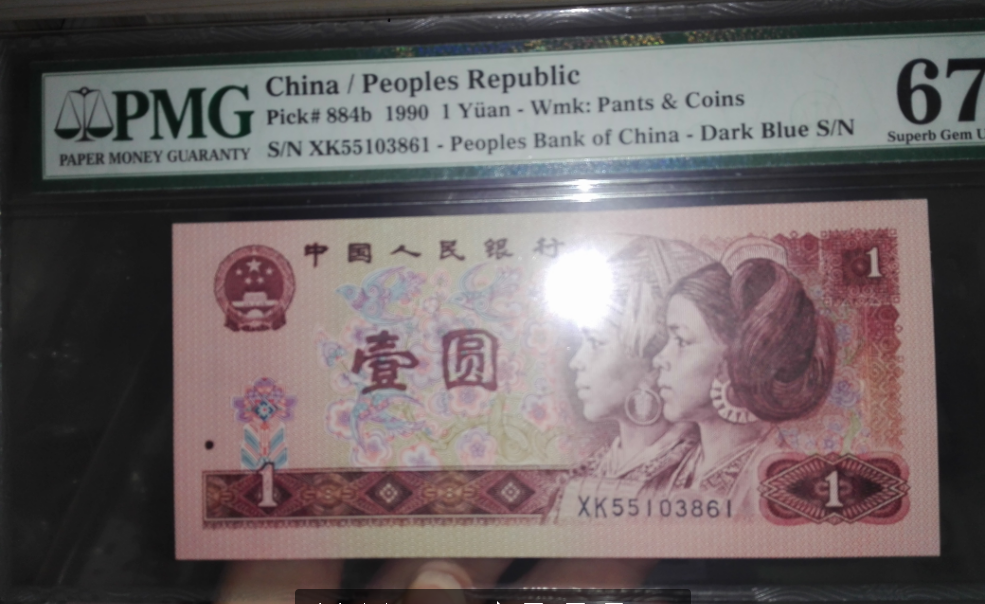 PMG
PAPER MONEY GUARANTY
China / Peoples Republic
Pick# 884b 1990 1 Yüan - Wmk: Pants & Coins
S/N XK55103861 - Peoples Bank of China - Dark Blue S/N
67
Superb Gem U
中国人民银行
1
壹圆
1
XK55103861
1